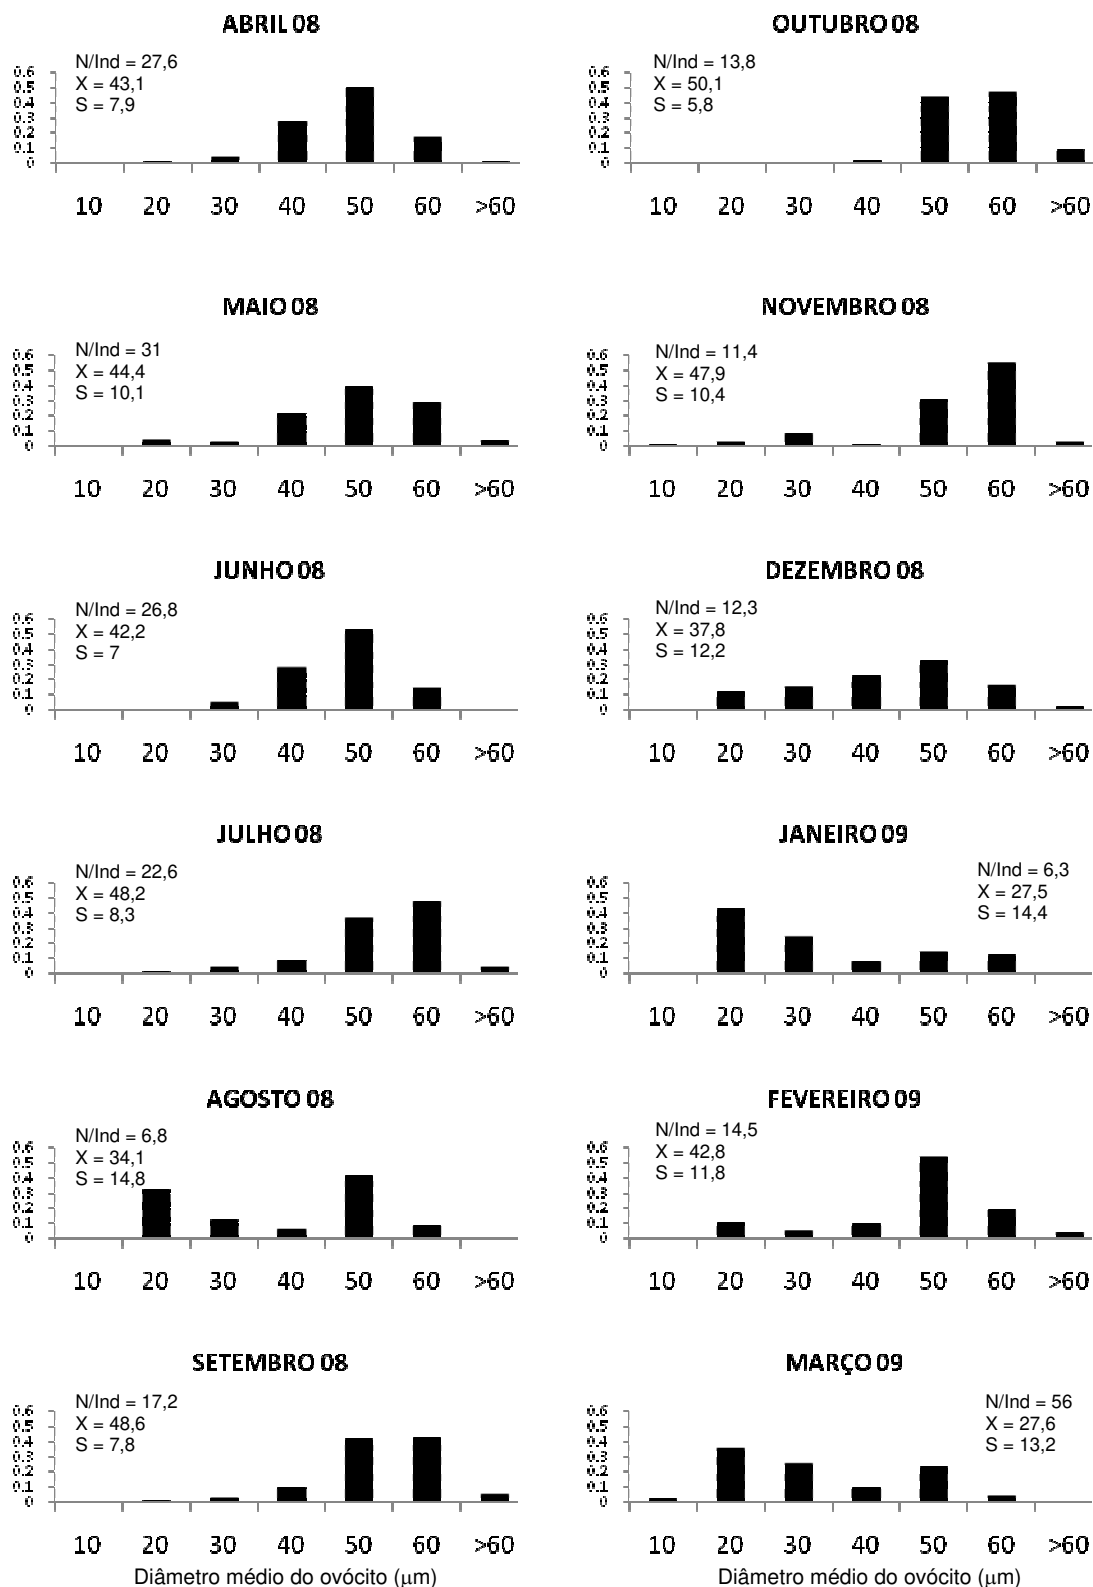 ABRIL 08
N/Ind = 27,6
X = 43,1
S = 7,9
0.6
0.5
0.4
0.3
0.2
0.1
0
10 20 30 40 50 60 >60
OUTUBRO 08
N/Ind = 13,8
X = 50,1
S = 5,8
0.6
0.5
0.4
0.3
0.2
0.1
0
10 20 30 40 50 60 >60
MAIO 08
N/Ind = 31
X = 44,4
S = 10,1
0.6
0.5
0.4
0.3
0.2
0.1
0
10 20 30 40 50 60 >60
NOVEMBRO 08
N/Ind = 11,4
X = 47,9
S = 10,4
0.6
0.5
0.4
0.3
0.2
0.1
0
10 20 30 40 50 60 >60
JUNHO 08
N/Ind = 26,8
X = 42,2
S = 7
0.6
0.5
0.4
0.3
0.2
0.1
0
10 20 30 40 50 60 >60
DEZEMBRO 08
N/Ind = 12,3
X = 37,8
S = 12,2
0.6
0.5
0.4
0.3
0.2
0.1
0
10 20 30 40 50 60 >60
JULHO 08
N/Ind = 22,6
X = 48,2
S = 8,3
0.6
0.5
0.4
0.3
0.2
0.1
0
10 20 30 40 50 60 >60
JANEIRO 09
N/Ind = 6,3
X = 27,5
S = 14,4
0.6
0.5
0.4
0.3
0.2
0.1
0
10 20 30 40 50 60 >60
AGOSTO 08
N/Ind = 6,8
X = 34,1
S = 14,8
0.6
0.5
0.4
0.3
0.2
0.1
0
10 20 30 40 50 60 >60
FEVEREIRO 09
N/Ind = 14,5
X = 42,8
S = 11,8
0.6
0.5
0.4
0.3
0.2
0.1
0
10 20 30 40 50 60 >60
SETEMBRO 08
N/Ind = 17,2
X = 48,6
S = 7,8
0.6
0.5
0.4
0.3
0.2
0.1
0
10 20 30 40 50 60 >60
Diâmetro médio do ovócito (μm)
MARÇO 09
N/Ind = 56
X = 27,6
S = 13,2
0.6
0.5
0.4
0.3
0.2
0.1
0
10 20 30 40 50 60 >60
Diâmetro médio do ovócito (μm)